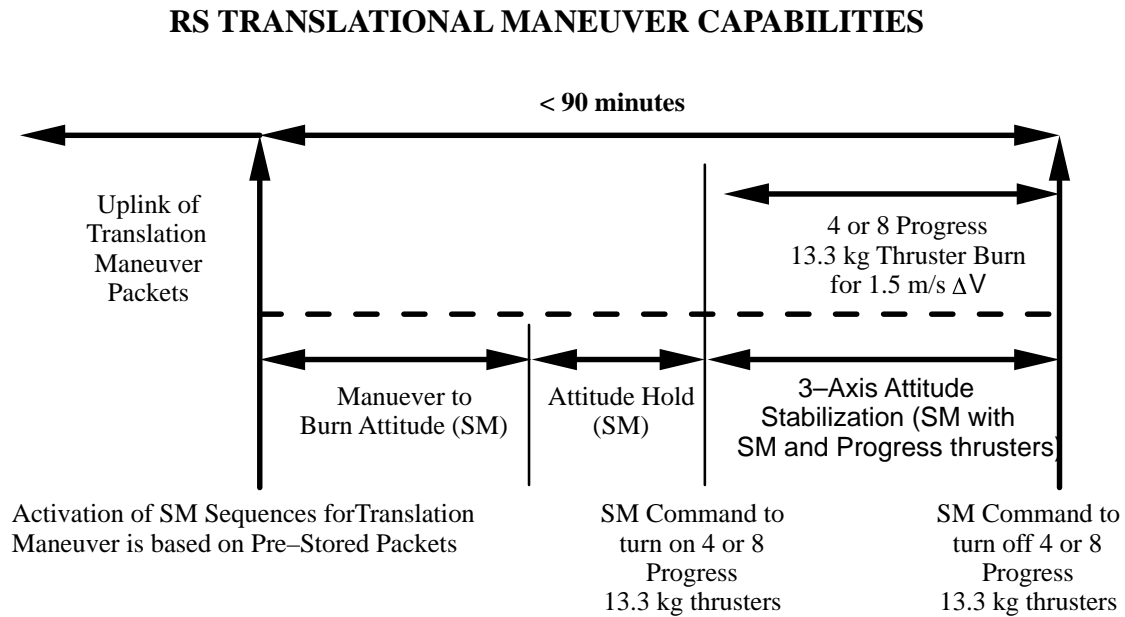 RS TRANSLATIONAL MANEUVER CAPABILITIES
< 90 minutes
Uplink of
Translation
Maneuver
Packets
4 or 8 Progress
13.3 kg Thruster Burn
for 1.5 m/s ΔV
Manuever to
Burn Attitude (SM)
Attitude Hold
(SM)
3–Axis Attitude
Stabilization (SM with
SM and Progress thrusters)
Activation of SM Sequences forTranslation
Maneuver is based on Pre–Stored Packets
SM Command to
turn on 4 or 8
Progress
13.3 kg thrusters
SM Command to
turn off 4 or 8
Progress
13.3 kg thrusters